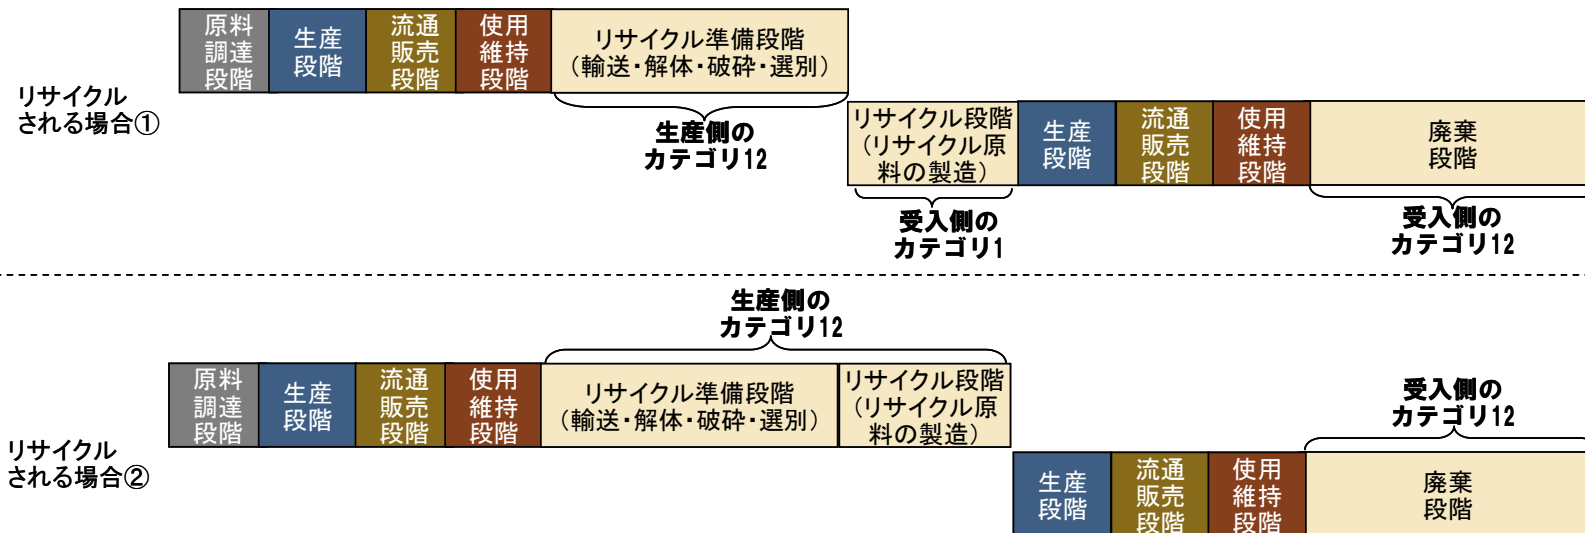 リサイクル
される場合①
原料
調達
段階
生産
段階
流通
販売
段階
使用
維持
段階
リサイクル準備段階
（輸送・解体・破砕・選別）
生産側の
カテゴリ12
リサイクル段階
（リサイクル原
料の製造）
受入側の
カテゴリ1
生産
段階
流通
販売
段階
使用
維持
段階
廃棄
段階
受入側の
カテゴリ12
リサイクル
される場合②
原料
調達
段階
生産
段階
流通
販売
段階
使用
維持
段階
生産側の
カテゴリ12
リサイクル準備段階
（輸送・解体・破砕・選別）
リサイクル段階
（リサイクル原
料の製造）
生産
段階
流通
販売
段階
使用
維持
段階
受入側の
カテゴリ12
廃棄
段階